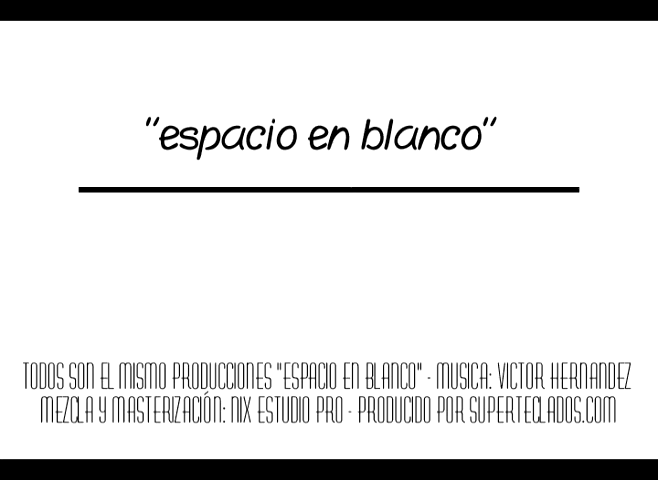 "espacio en blanco"
TODOS SON EL MISMO PRODUCCIONES "ESPACIO EN BLANCO" - MUSICA: VICTOR HERNANDEZ
MEZCLA Y MASTERIZACIÓN: NIX ESTUDIO PRO - PRODUCIDO POR SUPERTECLADOS.COM